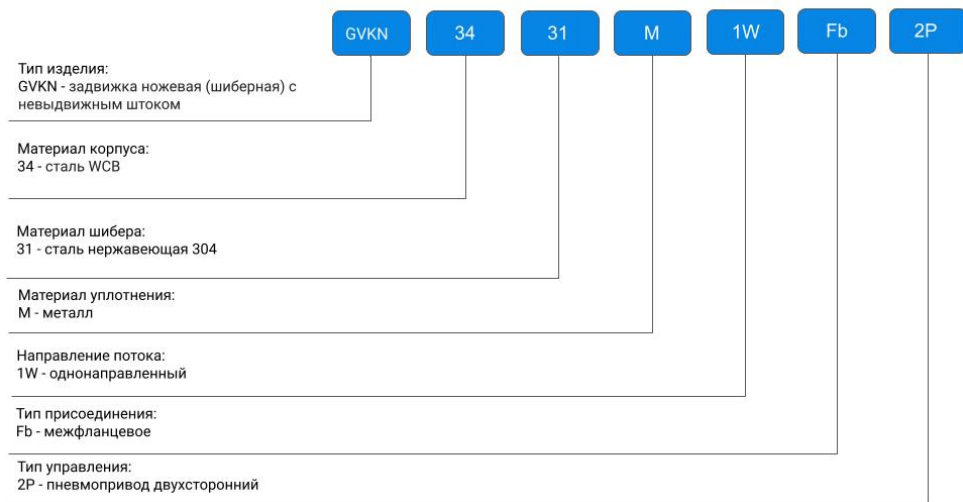 GVKN 34 31 M 1W Fb 2P
Тип изделия:
GVKN - задвижка ножевая (шиберная) с
невыдвижным штоком
Материал корпуса:
34 - сталь WCB
Материал шибера:
31 - сталь нержавеющая 304
Материал уплотнения:
M - металл
Направление потока:
1W - однонаправленный
Тип присоединения:
Fb - межфланцевое
Тип управления:
2P - пневмопривод двухсторонний